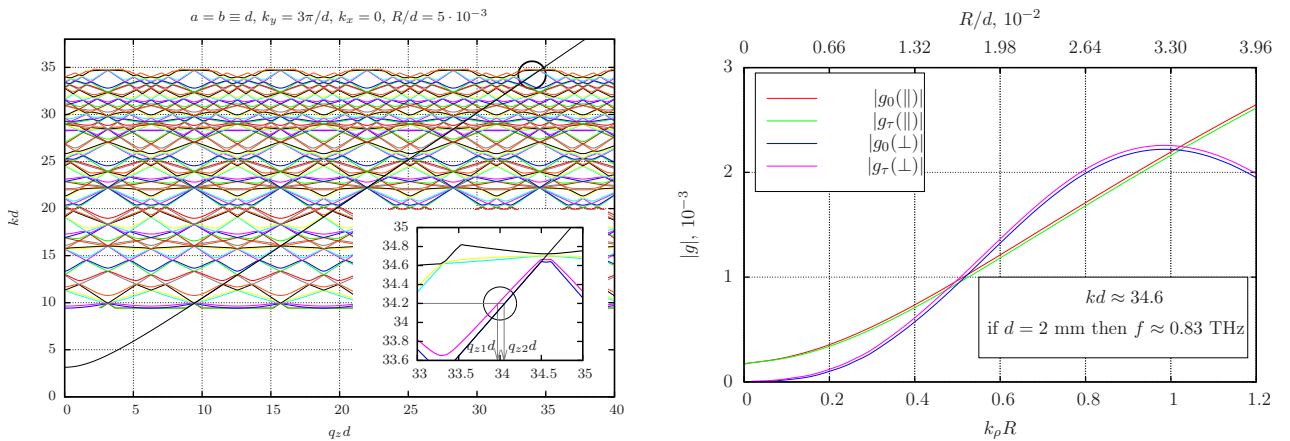 a = b ≡ d, k_y = 3π/d, k_x = 0, R/d = 5 · 10^{−3}
kd
35
30
25
20
15
10
5
0
0 5 10 15 20 25 30 35 40
q_z d
35
34.8
34.6
34.4
34.2
34
33.8
33.6
q_{z1}d q_{z2}d
33 33.5 34 34.5 35
R/d, 10^{−2}
0 0.66 1.32 1.98 2.64 3.30 3.96
|g|, 10^{−3}
3
2
1
0
|g_0(∥)|
|g_τ(∥)|
|g_0(⊥)|
|g_τ(⊥)|
kd ≈ 34.6
if d = 2 mm then f ≈ 0.83 THz
0 0.2 0.4 0.6 0.8 1 1.2
k_ρ R